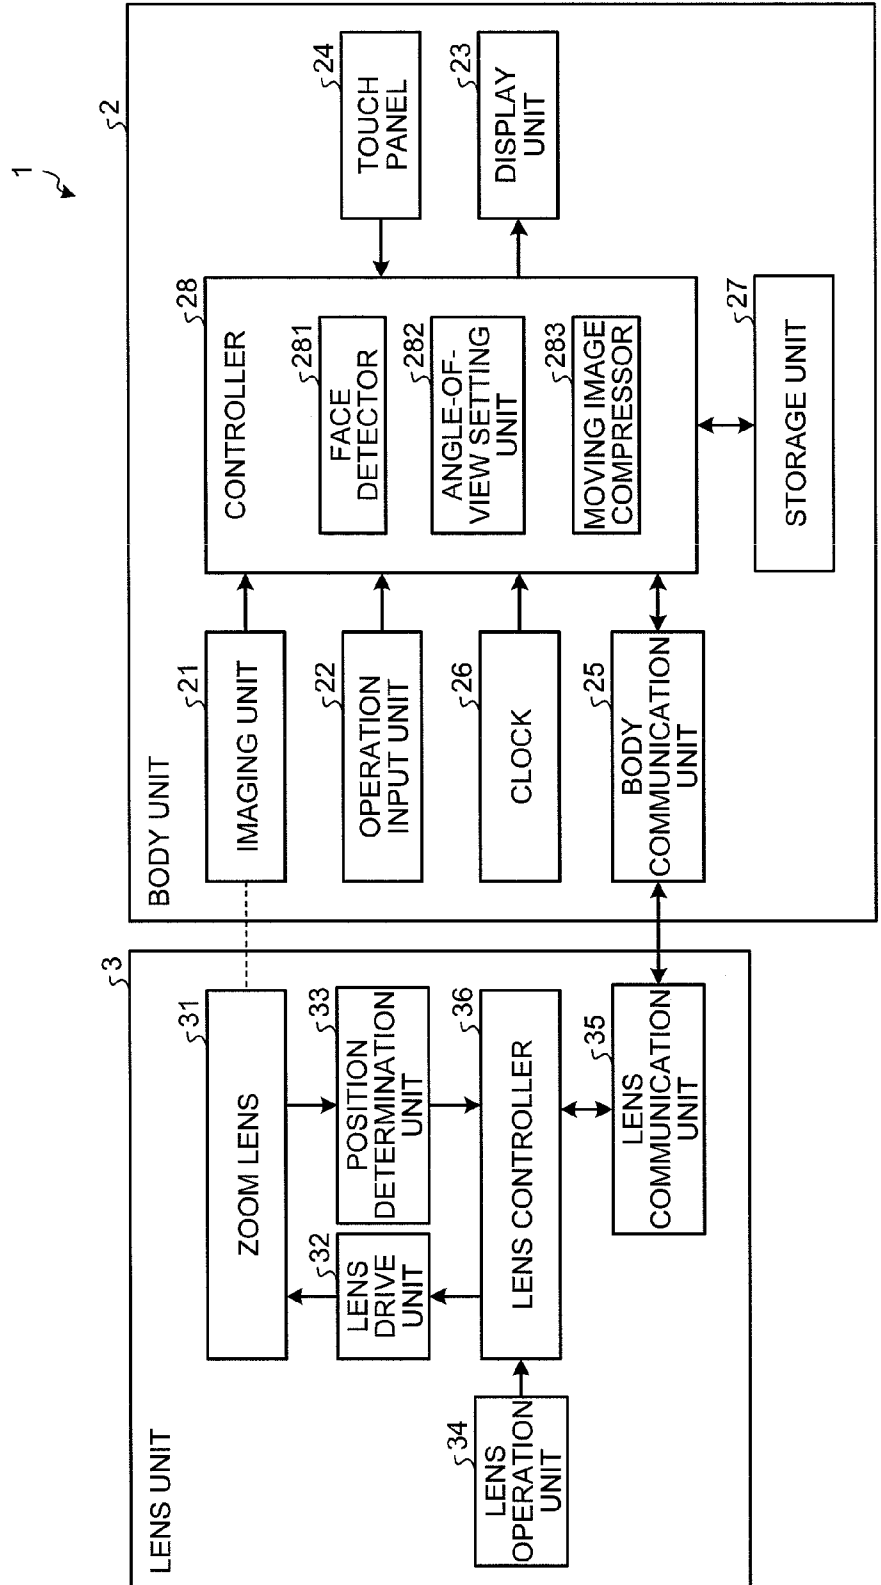 1
2
BODY UNIT
21
IMAGING UNIT
22
OPERATION
INPUT UNIT
26
CLOCK
25
BODY
COMMUNICATION
UNIT
28
CONTROLLER
281
FACE
DETECTOR
282
ANGLE-OF-
VIEW SETTING
UNIT
283
MOVING IMAGE
COMPRESSOR
24
TOUCH
PANEL
23
DISPLAY
UNIT
27
STORAGE UNIT
3
LENS UNIT
31
ZOOM LENS
32
LENS
DRIVE
UNIT
33
POSITION
DETERMINATION
UNIT
36
LENS CONTROLLER
34
LENS
OPERATION
UNIT
35
LENS
COMMUNICATION
UNIT